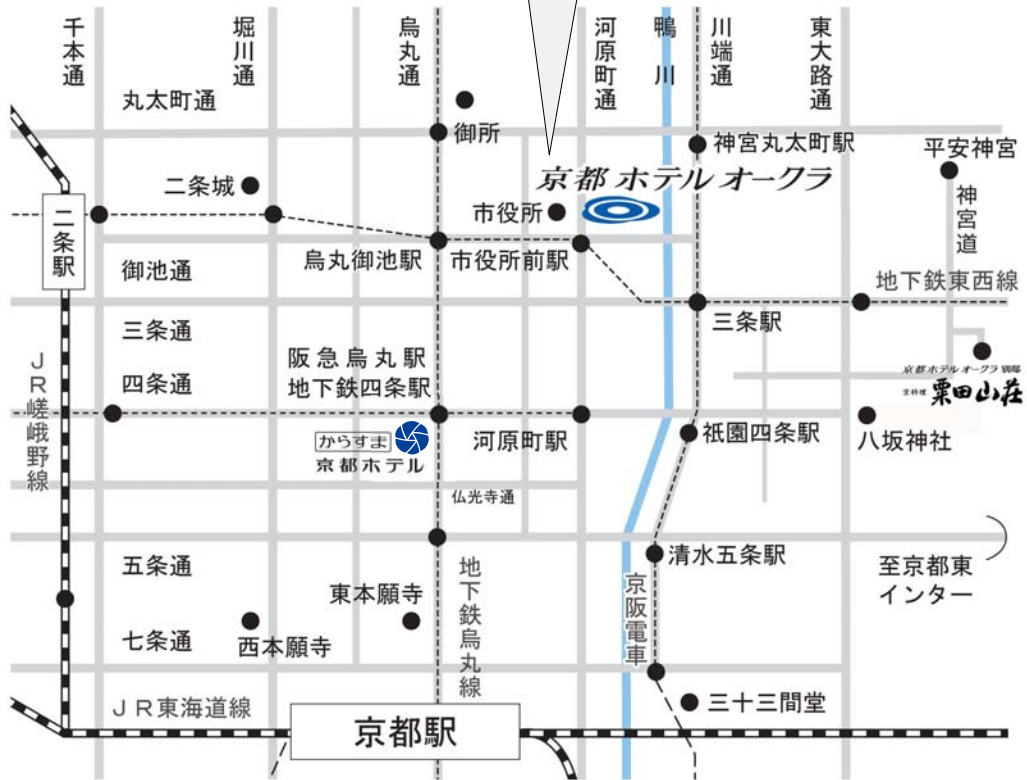 千本通
堀川通
烏丸通
河原町通
鴨川
川端通
東大路通
丸太町通
御所
神宮丸太町駅
平安神宮
二条城
京都ホテルオークラ
市役所
神宮道
二条駅
御池通
烏丸御池駅
市役所前駅
地下鉄東西線
三条通
三条駅
JR嵯峨野線
四条通
阪急烏丸駅
地下鉄四条駅
京都ホテルオークラ 別邸
京料理 粟田山荘
からすま
京都ホテル
河原町駅
祇園四条駅
八坂神社
仏光寺通
五条通
地下鉄烏丸線
清水五条駅
京阪電車
至京都東
インター
東本願寺
西本願寺
七条通
JR東海道線
京都駅
三十三間堂